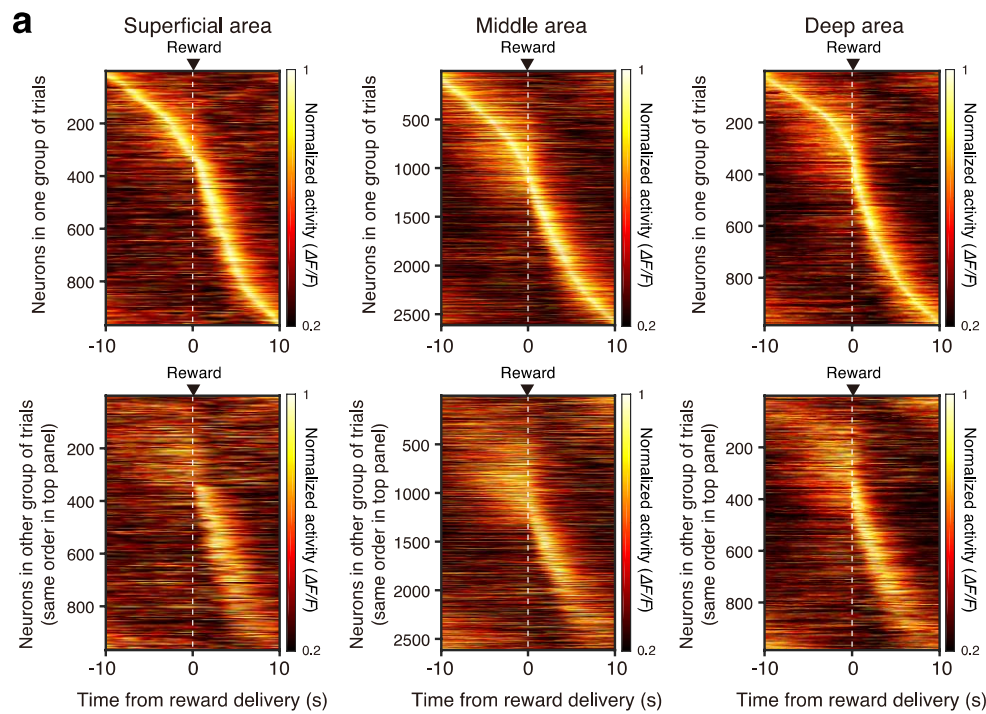 a
Superficial area
Middle area
Deep area
Reward
Reward
Reward
Neurons in one group of trials
200
400
600
800
-10
0
10
1
Normalized activity (ΔF/F)
0.2
Neurons in one group of trials
500
1000
1500
2000
2500
-10
0
10
1
Normalized activity (ΔF/F)
0.2
Neurons in one group of trials
200
400
600
800
-10
0
10
1
Normalized activity (ΔF/F)
0.2
Reward
Reward
Reward
Neurons in other group of trials
(same order in top panel)
200
400
600
800
-10
0
10
1
Normalized activity (ΔF/F)
0.2
Time from reward delivery (s)
Neurons in other group of trials
(same order in top panel)
500
1000
1500
2000
2500
-10
0
10
1
Normalized activity (ΔF/F)
0.2
Time from reward delivery (s)
Neurons in other group of trials
(same order in top panel)
200
400
600
800
-10
0
10
1
Normalized activity (ΔF/F)
0.2
Time from reward delivery (s)